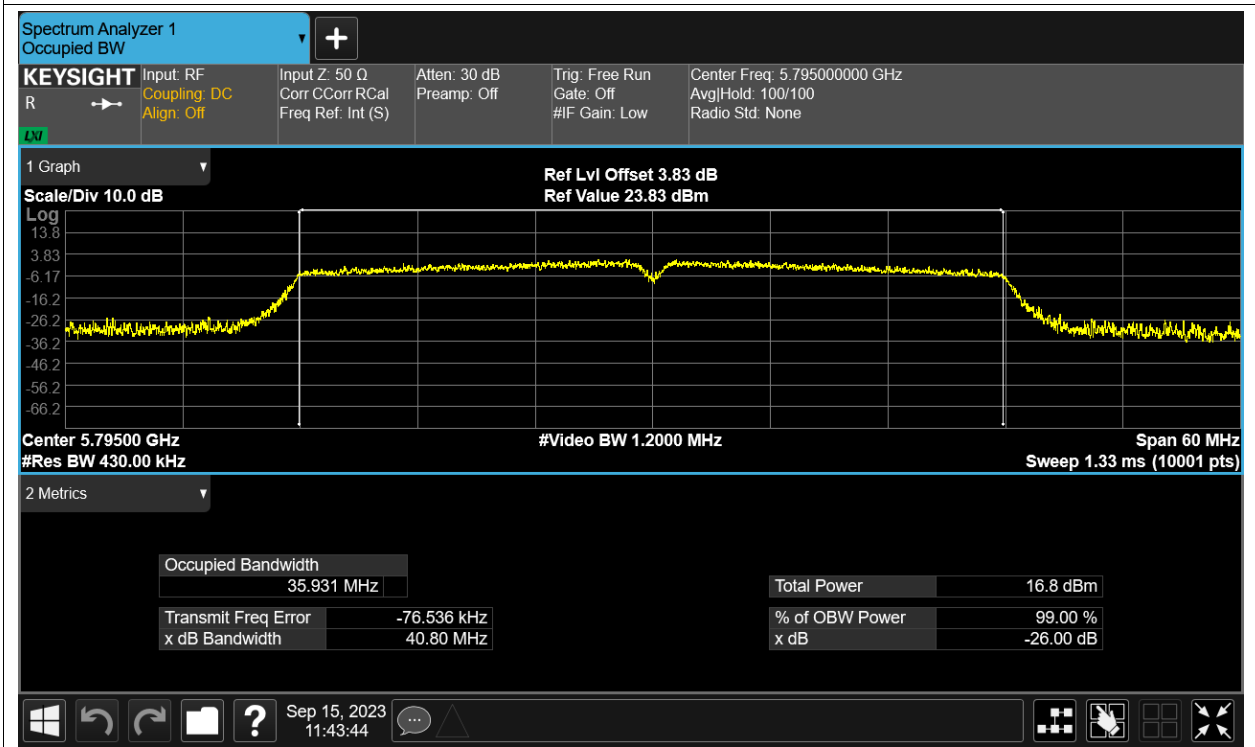 Spectrum Analyzer 1
Occupied BW
KEYSIGHT
R
LXI
Input: RF
Coupling: DC
Align: Off
Input Z: 50 Ω
Corr CCorr RCal
Freq Ref: Int (S)
Atten: 30 dB
Preamp: Off
Trig: Free Run
Gate: Off
#IF Gain: Low
Center Freq: 5.795000000 GHz
Avg|Hold: 100/100
Radio Std: None
1 Graph
Scale/Div 10.0 dB
Ref Lvl Offset 3.83 dB
Ref Value 23.83 dBm
Log
13.8
3.83
-6.17
-16.2
-26.2
-36.2
-46.2
-56.2
-66.2
Center 5.79500 GHz
#Video BW 1.2000 MHz
Span 60 MHz
#Res BW 430.00 kHz
Sweep 1.33 ms (10001 pts)
2 Metrics
Occupied Bandwidth
35.931 MHz
Total Power 16.8 dBm
Transmit Freq Error -76.536 kHz
% of OBW Power 99.00 %
x dB Bandwidth 40.80 MHz
x dB -26.00 dB
?
Sep 15, 2023
11:43:44